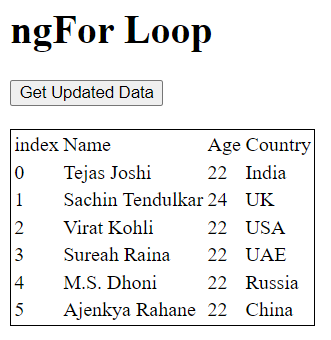 ngFor Loop
Get Updated Data
index Name Age Country
0 Tejas Joshi 22 India
1 Sachin Tendulkar 24 UK
2 Virat Kohli 22 USA
3 Sureah Raina 22 UAE
4 M.S. Dhoni 22 Russia
5 Ajenkya Rahane 22 China